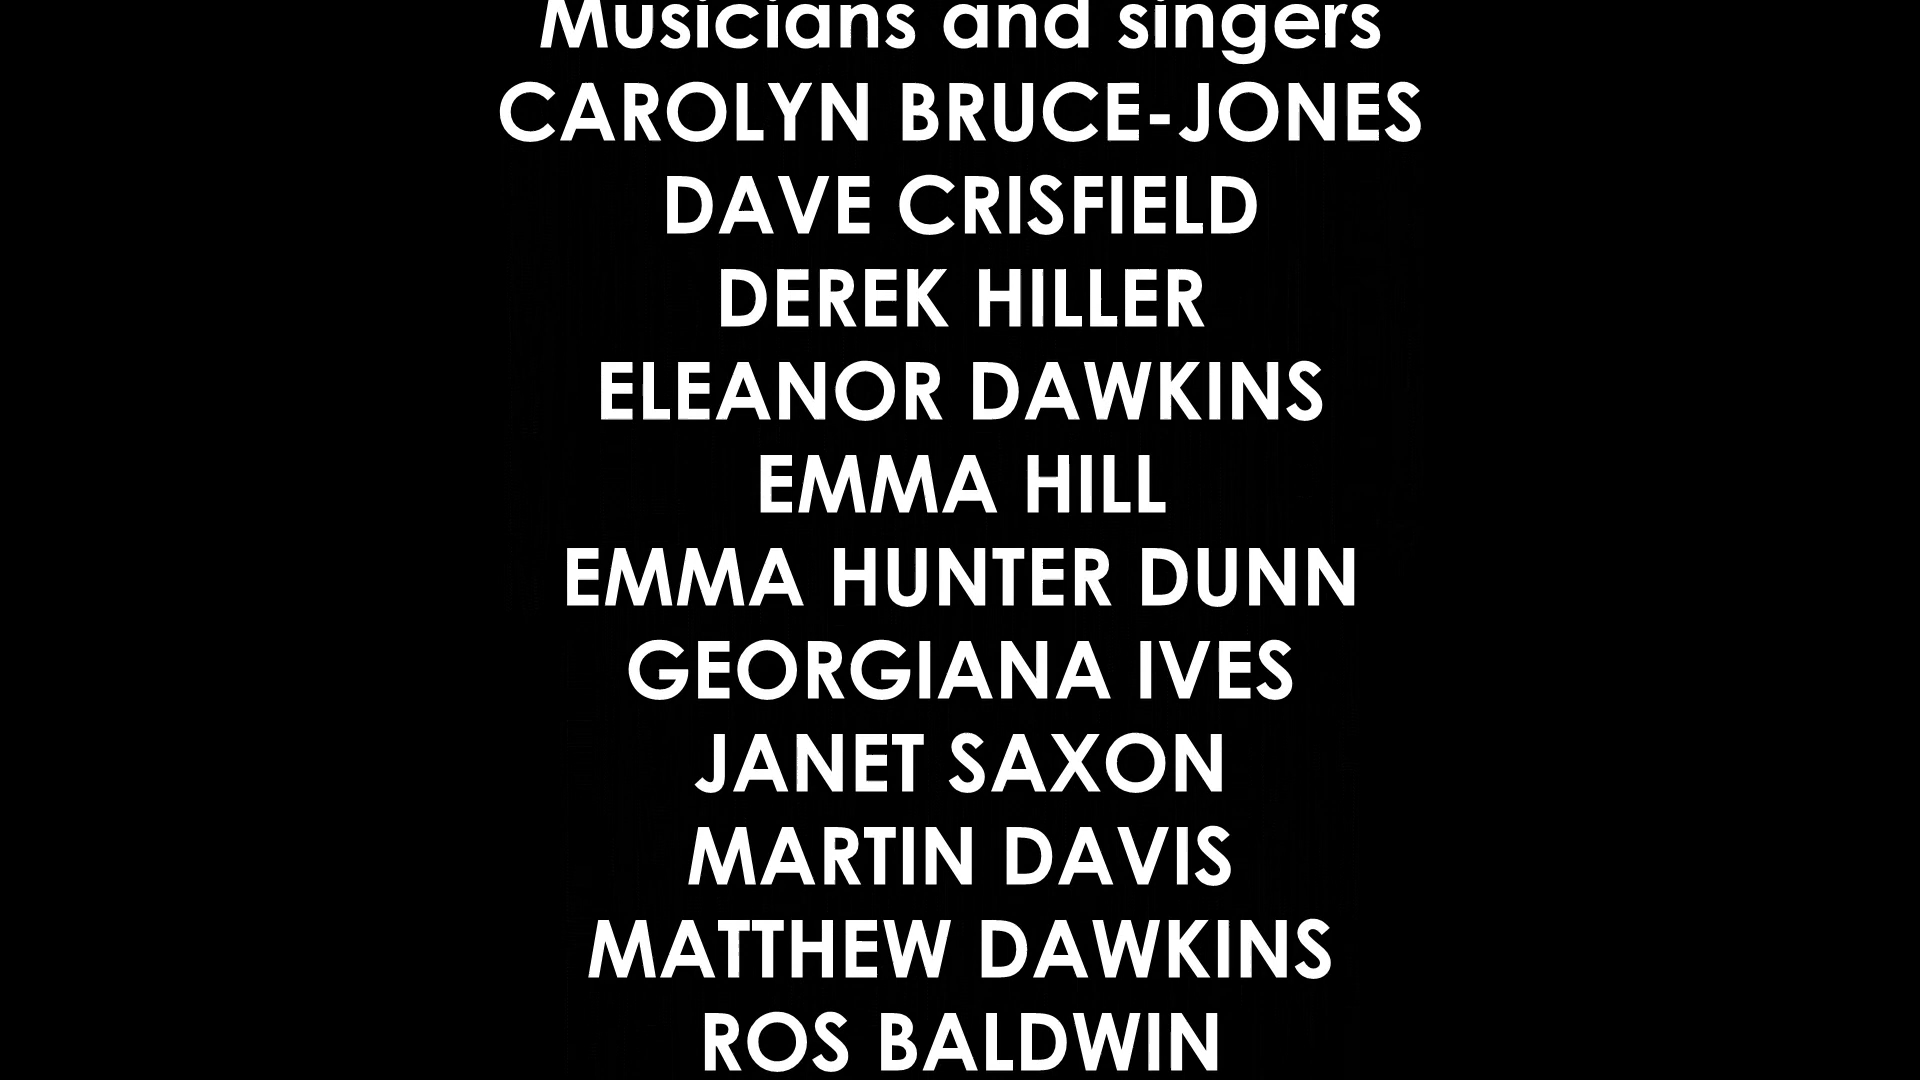 Musicians and singers
CAROLYN BRUCE-JONES
DAVE CRISFIELD
DEREK HILLER
ELEANOR DAWKINS
EMMA HILL
EMMA HUNTER DUNN
GEORGIANA IVES
JANET SAXON
MARTIN DAVIS
MATTHEW DAWKINS
ROS BALDWIN